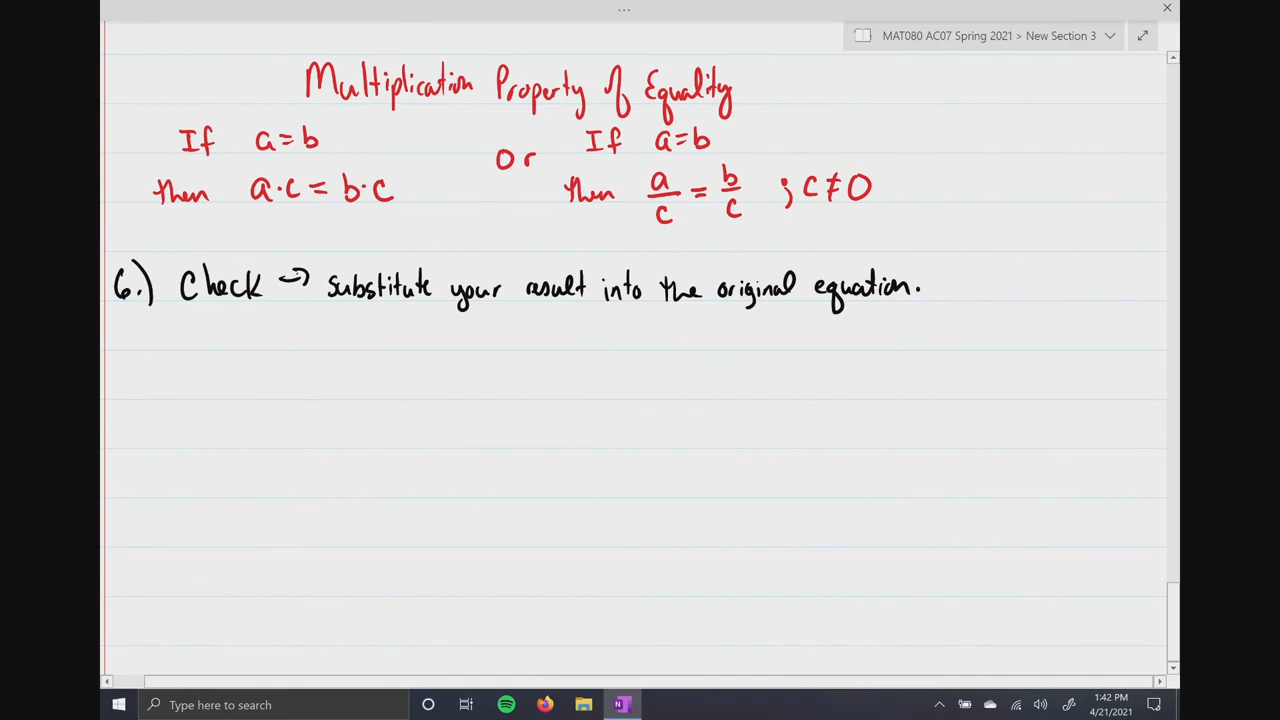 ...
MAT080 AC07 Spring 2021 > New Section 3
Multiplication Property of Equality
If a = b
then a·c = b·c
Or
If a=b
then a/c = b/c ; c ≠ 0
6.) Check → substitute your result into the original equation.
Type here to search
N
1:42 PM
4/21/2021